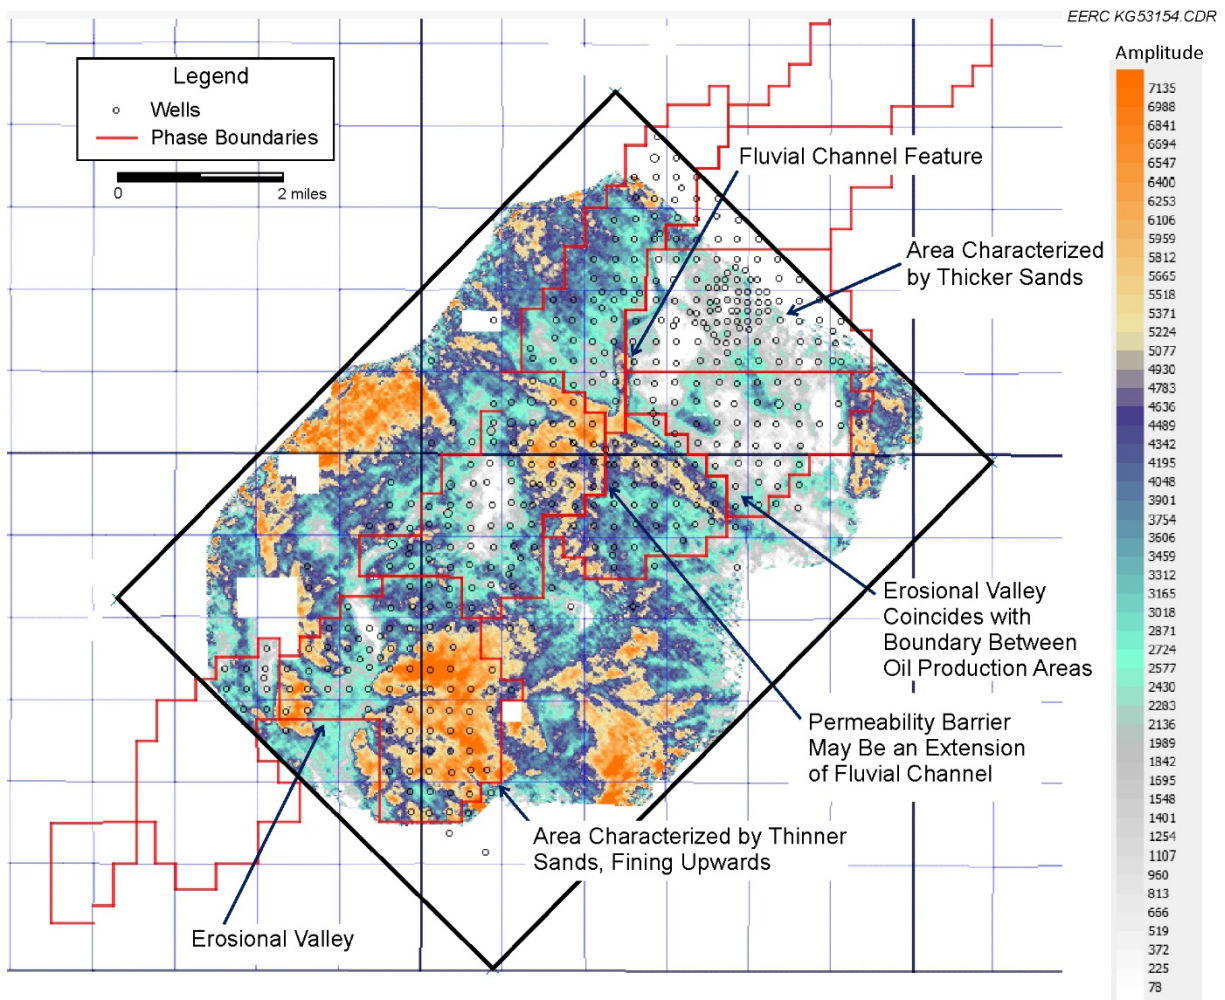 EERC KG53154.CDR
Legend
Wells
Phase Boundaries
0
2 miles
Fluvial Channel Feature
Area Characterized
by Thicker Sands
Erosional Valley
Coincides with
Boundary Between
Oil Production Areas
Permeability Barrier
May Be an Extension
of Fluvial Channel
Area Characterized by Thinner
Sands, Fining Upwards
Erosional Valley
Amplitude
7135
6988
6841
6694
6547
6400
6253
6106
5959
5812
5665
5518
5371
5224
5077
4930
4783
4636
4489
4342
4195
4048
3901
3754
3606
3459
3312
3165
3018
2871
2724
2577
2430
2283
2136
1989
1842
1695
1548
1401
1254
1107
960
813
656
519
372
225
78